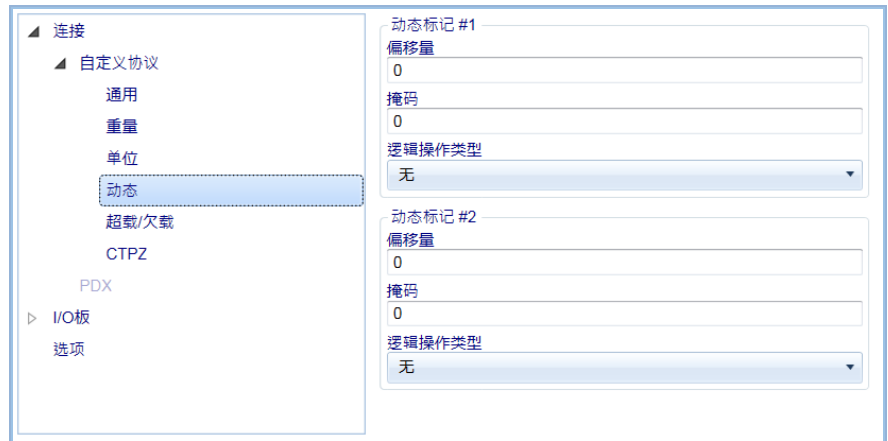 连接
自定义协议
通用
重量
单位
动态
超载/欠载
CTPZ
PDX
I/O板
选项
动态标记 #1
偏移量
0
掩码
0
逻辑操作类型
无
动态标记 #2
偏移量
0
掩码
0
逻辑操作类型
无